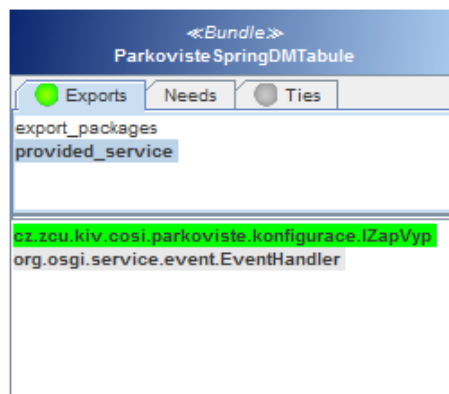 ≪Bundle≫
ParkovisteSpringDMTabule
Exports Needs Ties
export_packages
provided_service
cz.zcu.kiv.cosi.parkoviste.konfigurace.IZapVyp
org.osgi.service.event.EventHandler